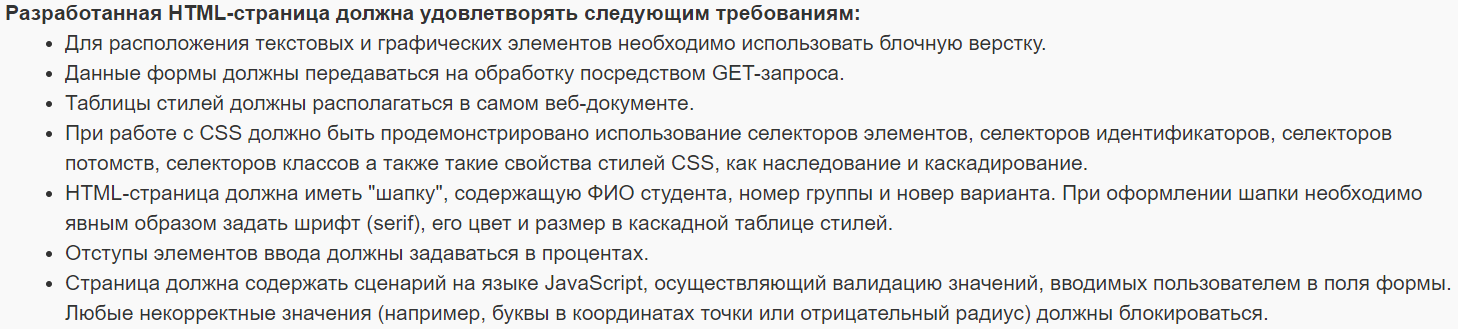 Разработанная HTML-страница должна удовлетворять следующим требованиям:
• Для расположения текстовых и графических элементов необходимо использовать блочную верстку.
• Данные формы должны передаваться на обработку посредством GET-запроса.
• Таблицы стилей должны располагаться в самом веб-документе.
• При работе с CSS должно быть продемонстрировано использование селекторов элементов, селекторов идентификаторов, селекторов
потомств, селекторов классов а также такие свойства стилей CSS, как наследование и каскадирование.
• HTML-страница должна иметь "шапку", содержащую ФИО студента, номер группы и новер варианта. При оформлении шапки необходимо
явным образом задать шрифт (serif), его цвет и размер в каскадной таблице стилей.
• Отступы элементов ввода должны задаваться в процентах.
• Страница должна содержать сценарий на языке JavaScript, осуществляющий валидацию значений, вводимых пользователем в поля формы.
Любые некорректные значения (например, буквы в координатах точки или отрицательный радиус) должны блокироваться.